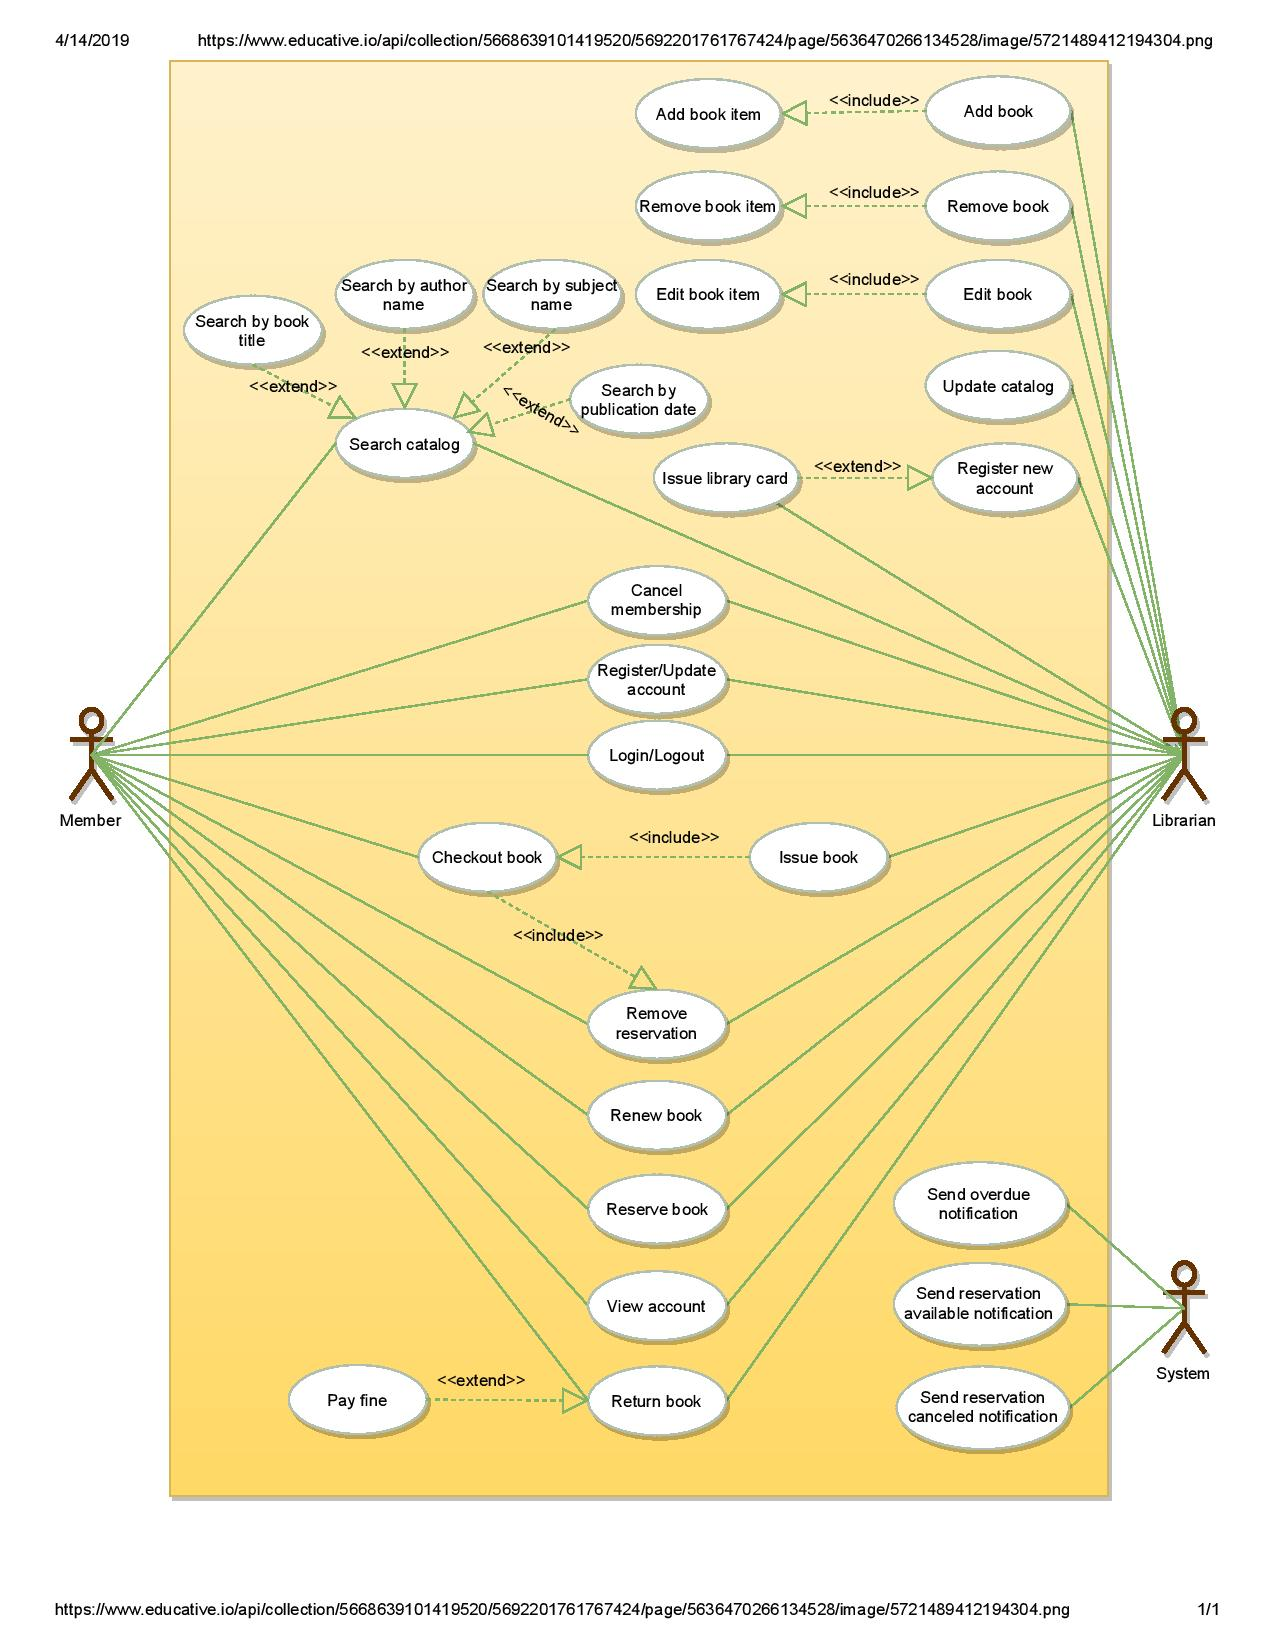 4/14/2019
https://www.educative.io/api/collection/5668639101419520/5692201761767424/page/5636470266134528/image/5721489412194304.png
Add book item
<<include>>
Add book
Remove book item
<<include>>
Remove book
Search by author
name
Search by subject
name
Edit book item
<<include>>
Edit book
Search by book
title
<<extend>>
<<extend>>
<<extend>>
<<extend>>
Search by
publication date
Update catalog
Search catalog
Issue library card
<<extend>>
Register new
account
Cancel
membership
Register/Update
account
Login/Logout
Member
Librarian
Checkout book
<<include>>
Issue book
<<include>>
Remove
reservation
Renew book
Reserve book
Send overdue
notification
View account
Send reservation
available notification
System
Pay fine
<<extend>>
Return book
Send reservation
canceled notification
https://www.educative.io/api/collection/5668639101419520/5692201761767424/page/5636470266134528/image/5721489412194304.png
1/1